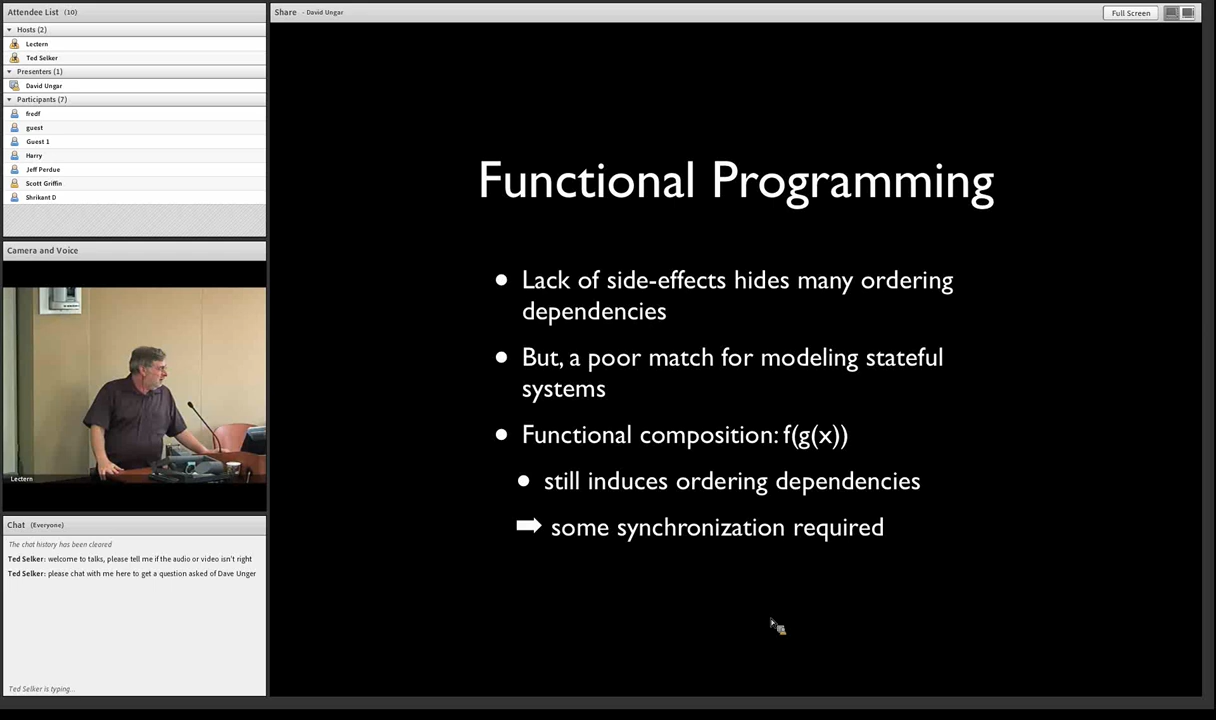 Attendee List (10)
Hosts (2)
Lectern
Ted Selker
Presenters (1)
David Ungar
Participants (7)
fredf
guest
Guest 1
Harry
Jeff Perdue
Scott Griffin
Shrikant D
Camera and Voice
Lectern
Chat (Everyone)
The chat history has been cleared
Ted Selker: welcome to talks, please tell me if the audio or video isn't right
Ted Selker: please chat with me here to get a question asked of Dave Unger
Ted Selker is typing...
Share - David Ungar
Full Screen
Functional Programming
• Lack of side-effects hides many ordering
dependencies
• But, a poor match for modeling stateful
systems
• Functional composition: f(g(x))
• still induces ordering dependencies
➡ some synchronization required